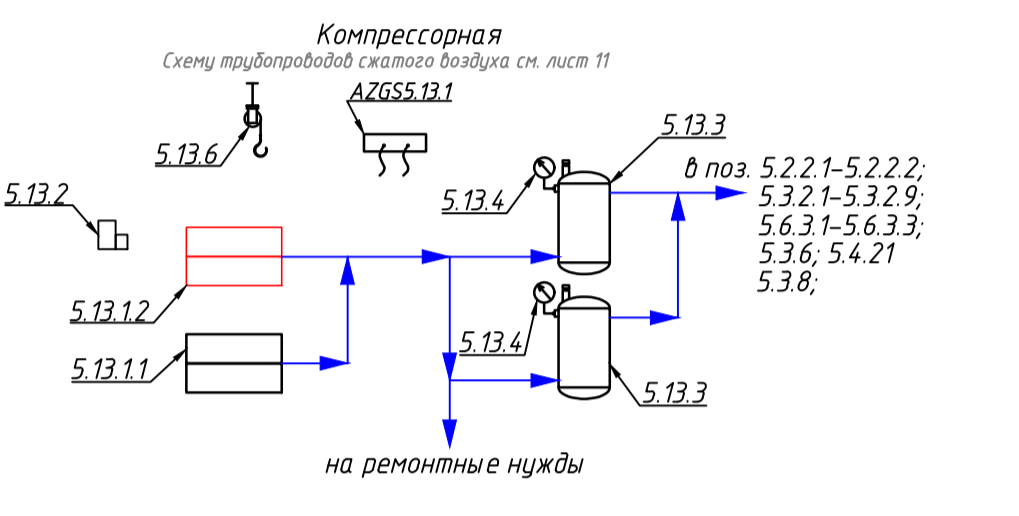 Компрессорная
Схему трубопроводов сжатого воздуха см. лист 11
AZGS5.13.1
5.13.6
5.13.3
5.13.2
5.13.4
в поз. 5.2.2.1-5.2.2.2;
5.3.2.1-5.3.2.9;
5.6.3.1-5.6.3.3;
5.3.6; 5.4.21
5.3.8;
5.13.1.2
5.13.4
5.13.1.1
5.13.3
на ремонтные нужды